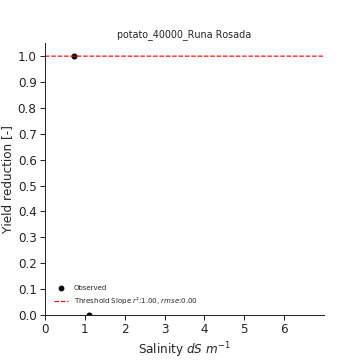 potato_40000_Runa Rosada
Yield reduction [-]
1.0
0.9
0.8
0.7
0.6
0.5
0.4
0.3
0.2
0.1
0.0
Observed
Threshold Slope r²:1.00, rmse:0.00
0 1 2 3 4 5 6
Salinity dS m⁻¹